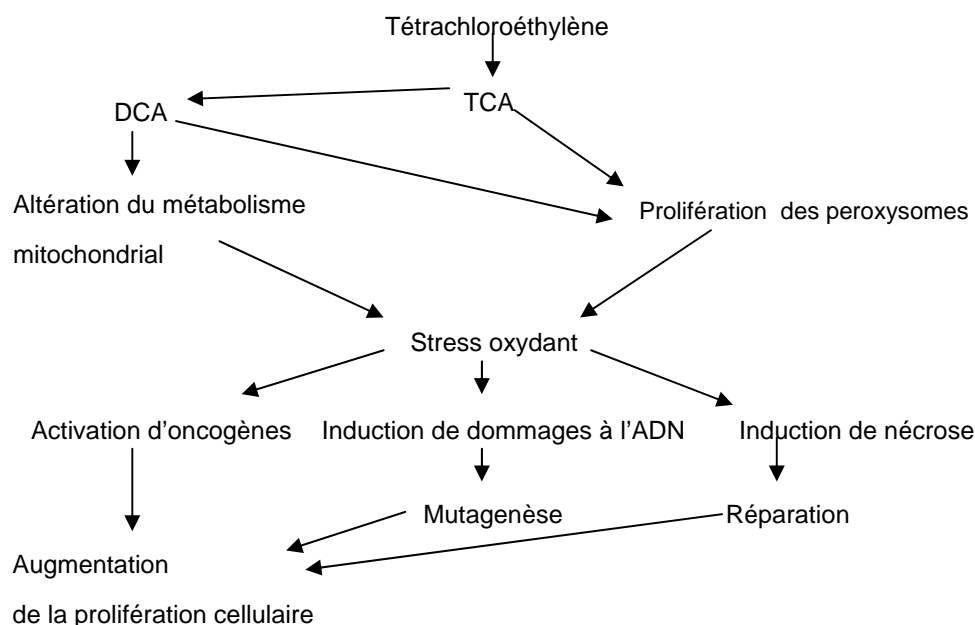 Tétrachloroéthylène
TCA
DCA
Altération du métabolisme
mitochondrial
Prolifération des peroxysomes
Stress oxydant
Activation d'oncogènes
Induction de dommages à l'ADN
Induction de nécrose
Mutagenèse
Réparation
Augmentation
de la prolifération cellulaire